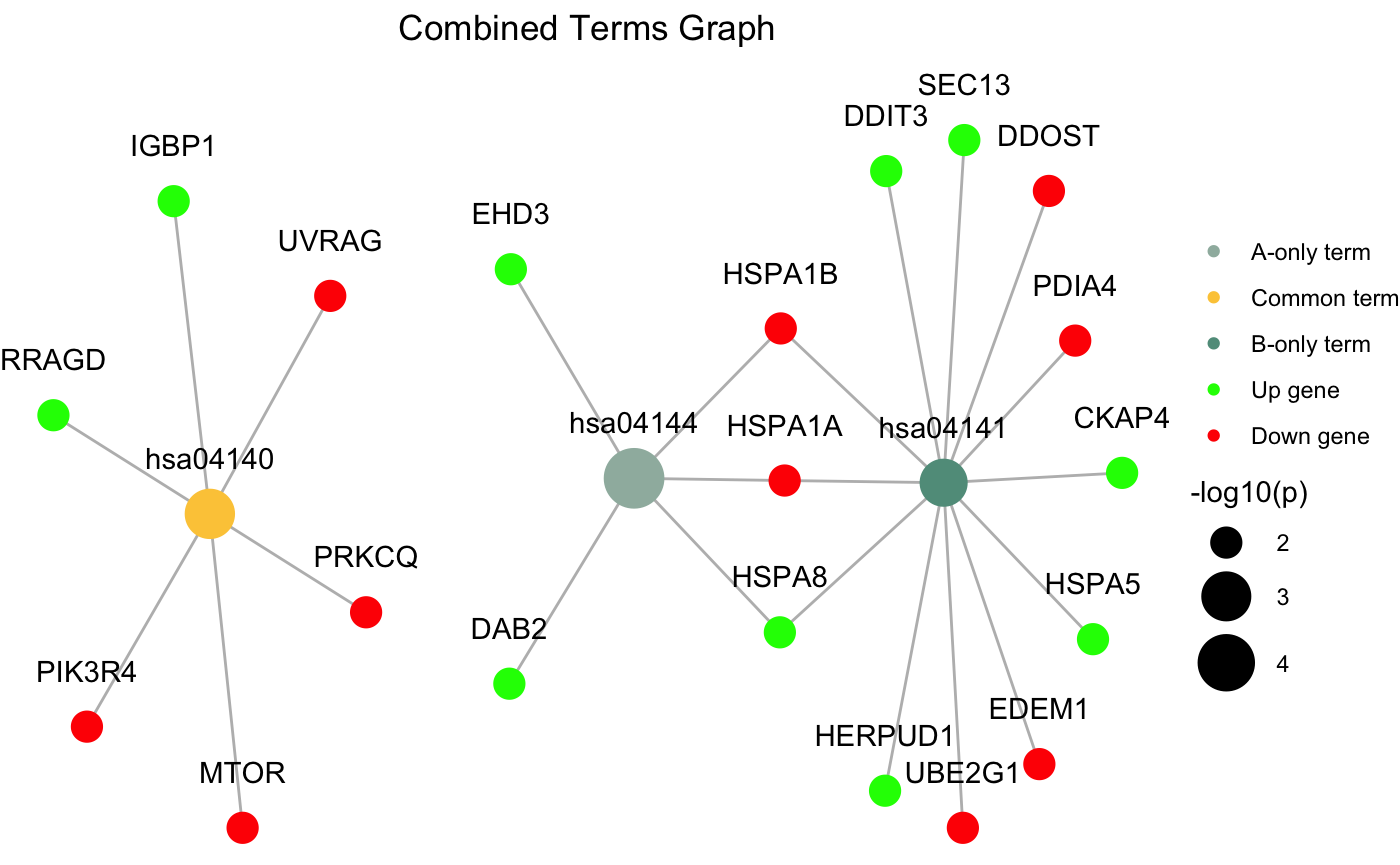 Combined Terms Graph
SEC13
DDIT3
DDOST
IGBP1
EHD3
UVRAG
HSPA1B
PDIA4
RRAGD
CKAP4
hsa04144
HSPA1A
hsa04141
hsa04140
PRKCQ
HSPA8
HSPA5
DAB2
PIK3R4
EDEM1
HERPUD1
UBE2G1
MTOR
A-only term
Common term
B-only term
Up gene
Down gene
-log10(p)
2
3
4